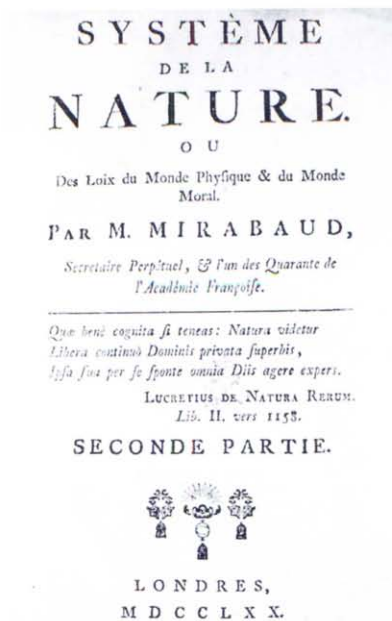 SYSTÈME
DE LA
NATURE.
OU
Des Loix du Monde Phyſique & du Monde
Moral.
PAR M. MIRABAUD,
Secretaire Perpétuel, & l'un des Quarante de
l'Académie Françoiſe.
Quæ bené cognita ſi teneas: Natura videtur
Libera continuò Dominis privata ſuperbis,
Ipſa ſua per ſe ſponte omnia Diis agere expers.
LUCRETIUS DE NATURA RERUM.
Lib. II. vers 1158.
SECONDE PARTIE.
LONDRES,
MDCCLXX.